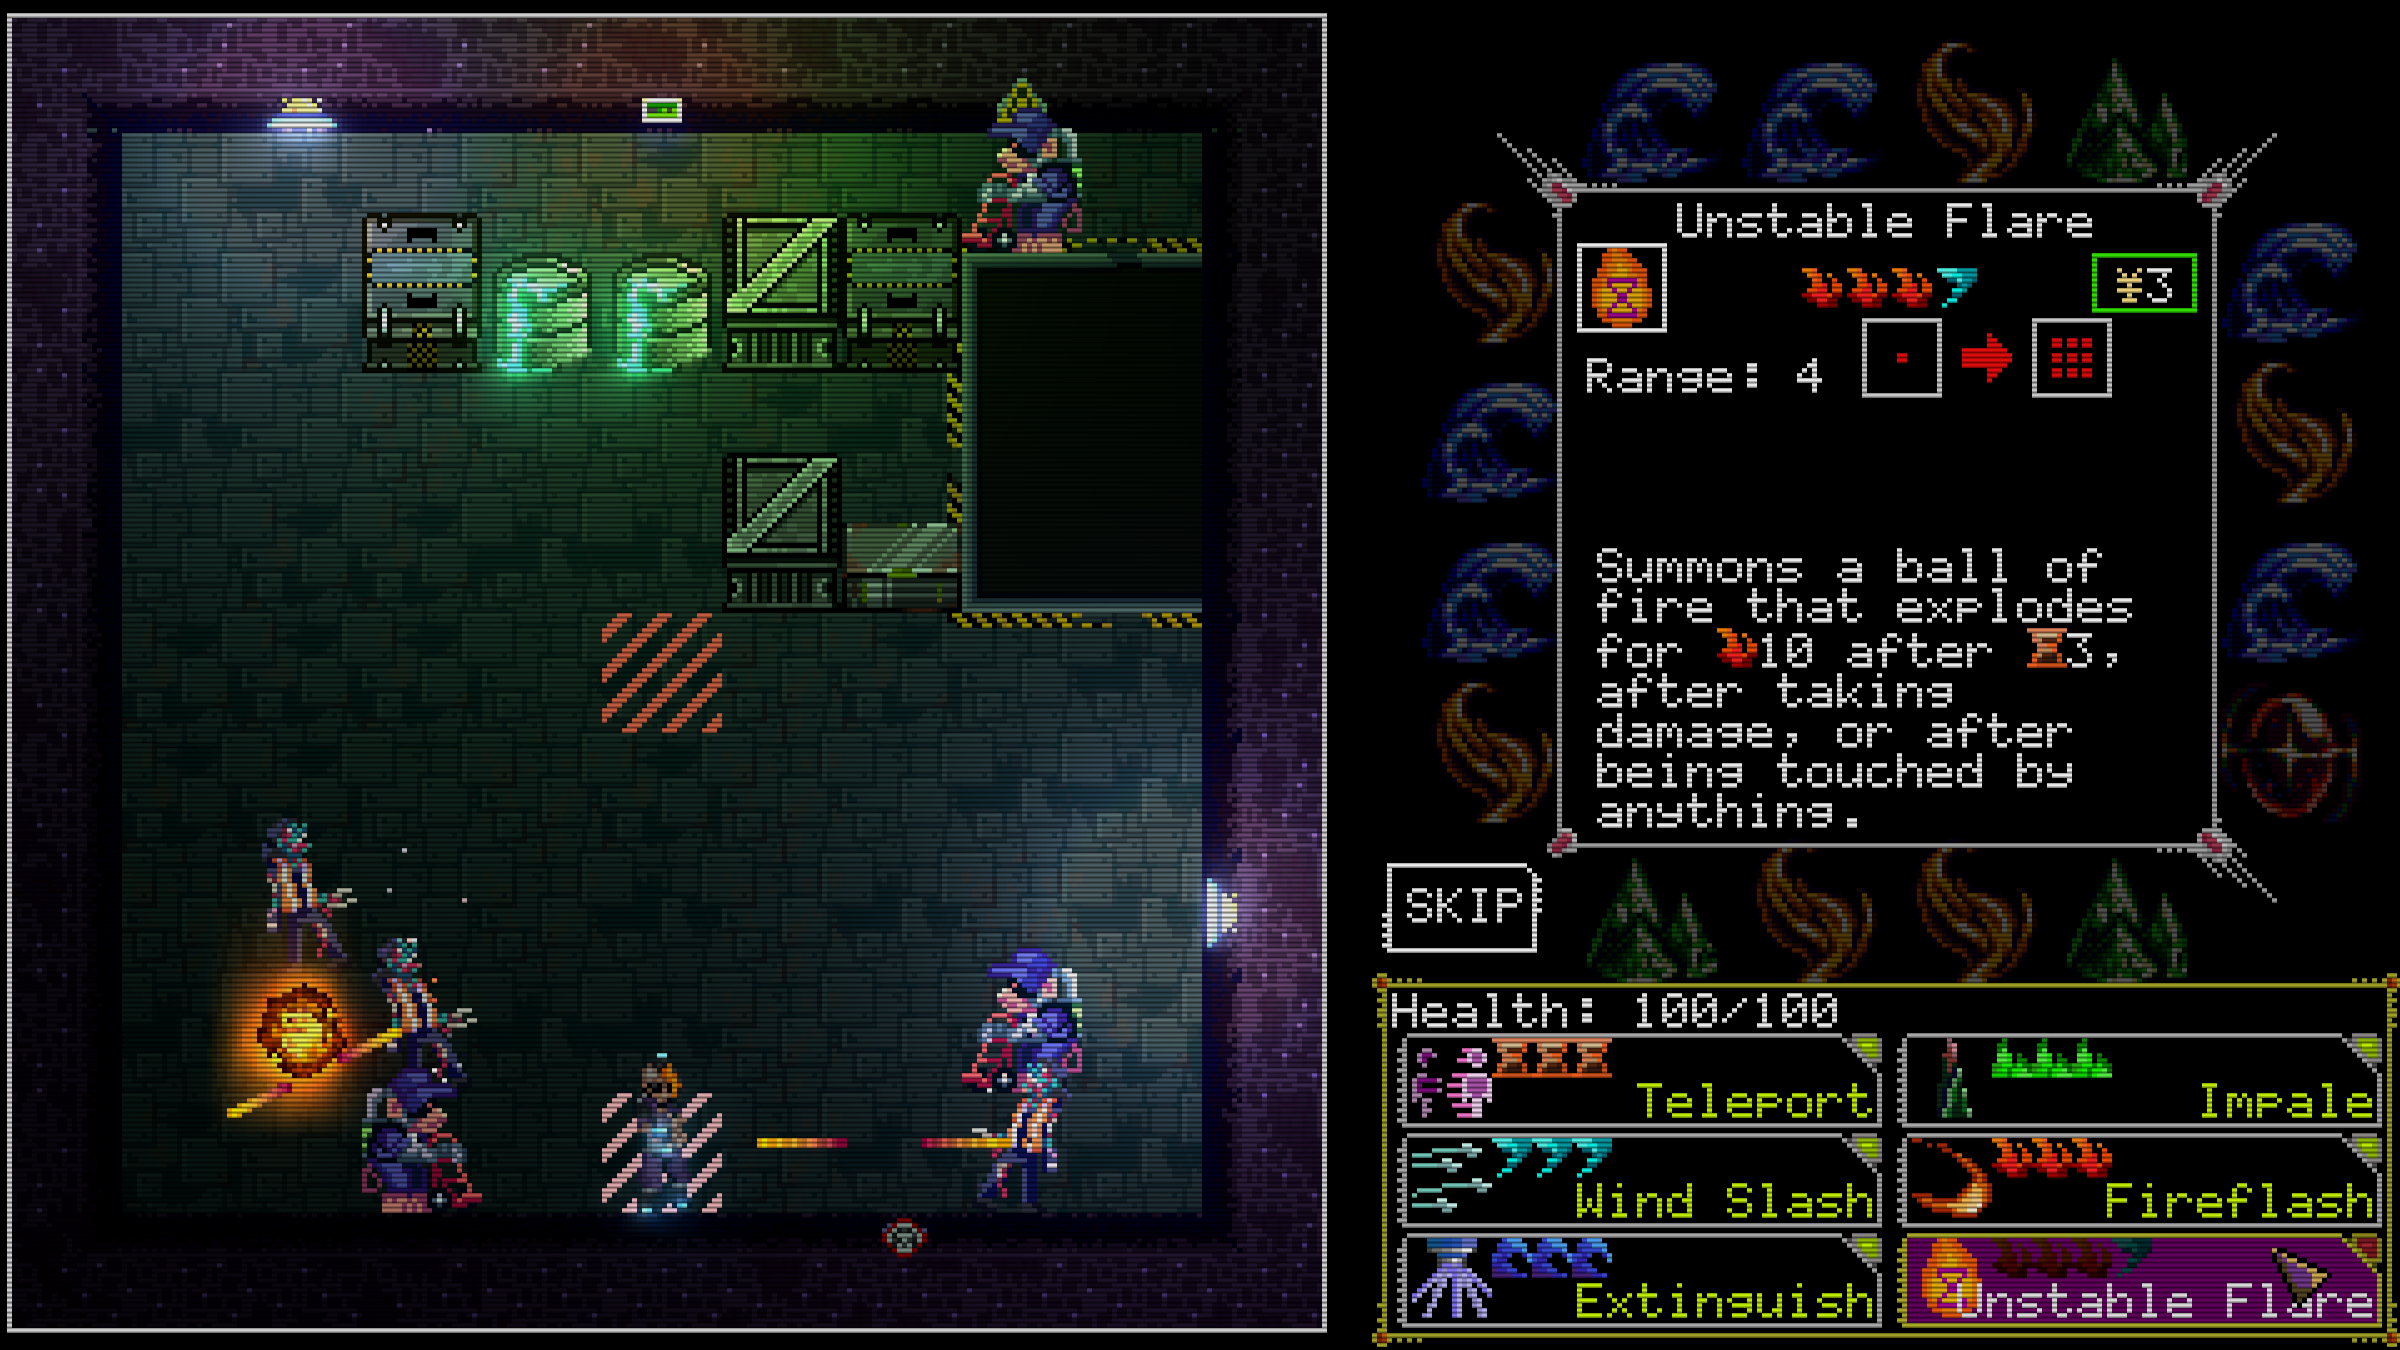 Unstable Flare
¥3
Range: 4
Summons a ball of
fire that explodes
for 10 after 3,
after taking
damage, or after
being touched by
anything.
SKIP
Health: 100/100
Teleport
Impale
Wind Slash
Fireflash
Extinguish
Unstable Flare